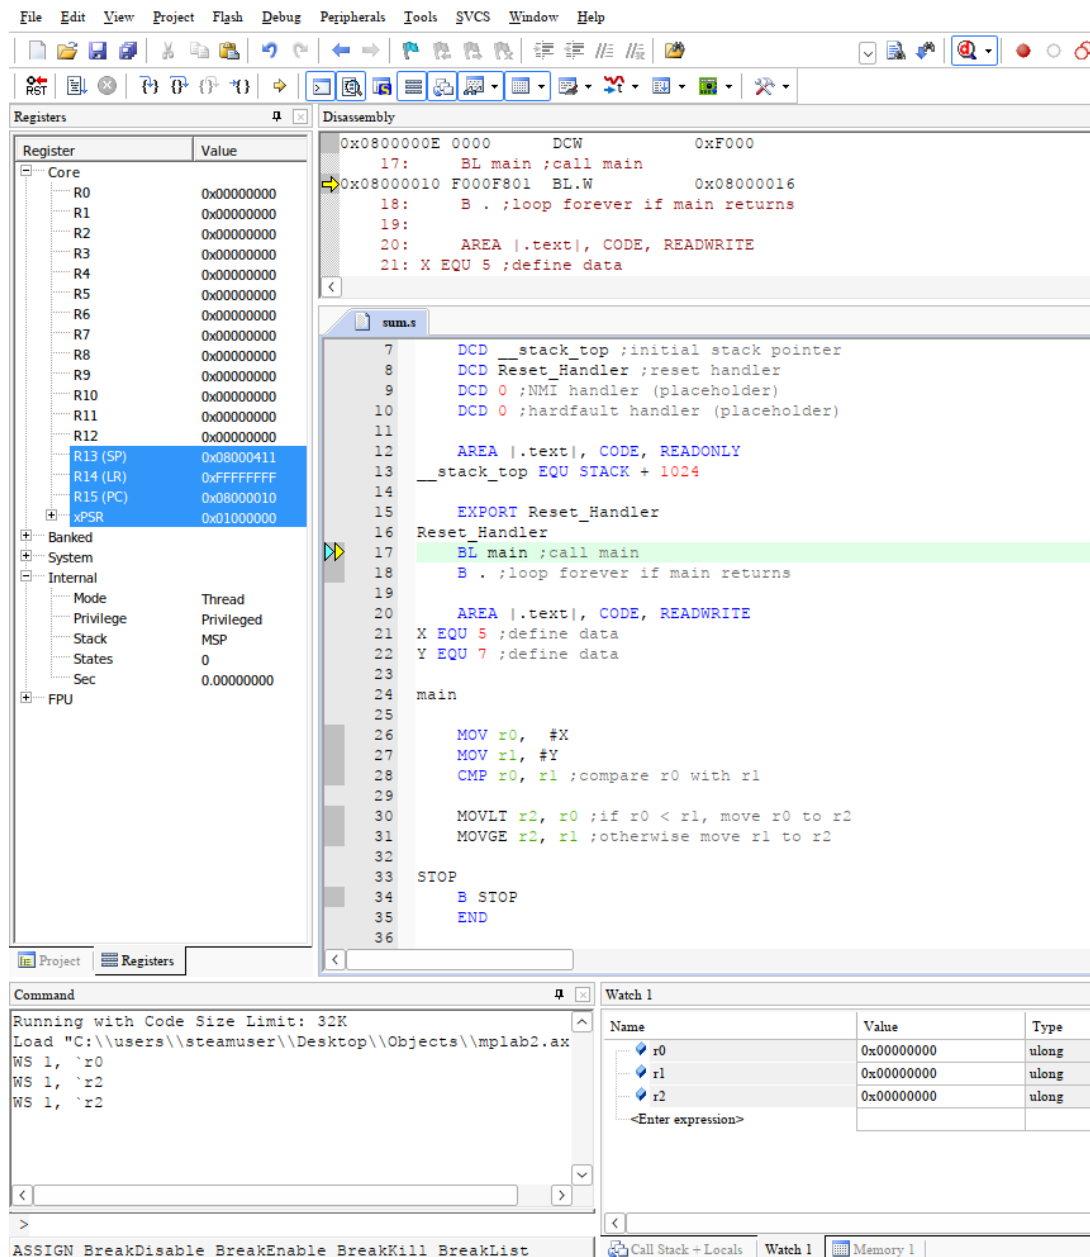 File Edit View Project Flash Debug Peripherals Tools SVCS Window Help
RST
Registers
Register Value
Core
R0 0x00000000
R1 0x00000000
R2 0x00000000
R3 0x00000000
R4 0x00000000
R5 0x00000000
R6 0x00000000
R7 0x00000000
R8 0x00000000
R9 0x00000000
R10 0x00000000
R11 0x00000000
R12 0x00000000
R13 (SP) 0x08000411
R14 (LR) 0xFFFFFFFF
R15 (PC) 0x08000010
xPSR 0x01000000
Banked
System
Internal
Mode Thread
Privilege Privileged
Stack MSP
States 0
Sec 0.00000000
FPU
Project Registers
Disassembly
0x0800000E 0000 DCW 0xF000
17: BL main ;call main
0x08000010 F000F801 BL.W 0x08000016
18: B . ;loop forever if main returns
19:
20: AREA |.text|, CODE, READWRITE
21: X EQU 5 ;define data
sum.s
7 DCD __stack_top ;initial stack pointer
8 DCD Reset_Handler ;reset handler
9 DCD 0 ;NMI handler (placeholder)
10 DCD 0 ;hardfault handler (placeholder)
11
12 AREA |.text|, CODE, READONLY
13 __stack_top EQU STACK + 1024
14
15 EXPORT Reset_Handler
16 Reset_Handler
17 BL main ;call main
18 B . ;loop forever if main returns
19
20 AREA |.text|, CODE, READWRITE
21 X EQU 5 ;define data
22 Y EQU 7 ;define data
23
24 main
25
26 MOV r0, #X
27 MOV r1, #Y
28 CMP r0, r1 ;compare r0 with r1
29
30 MOVLT r2, r0 ;if r0 < r1, move r0 to r2
31 MOVGE r2, r1 ;otherwise move r1 to r2
32
33 STOP
34 B STOP
35 END
36
Command
Running with Code Size Limit: 32K
Load "C:\\users\\steamuser\\Desktop\\Objects\\mplab2.ax
WS 1, `r0
WS 1, `r2
WS 1, `r2
>
ASSIGN BreakDisable BreakEnable BreakKill BreakList
Watch 1
Name Value Type
r0 0x00000000 ulong
r1 0x00000000 ulong
r2 0x00000000 ulong
<Enter expression>
Call Stack + Locals Watch 1 Memory 1